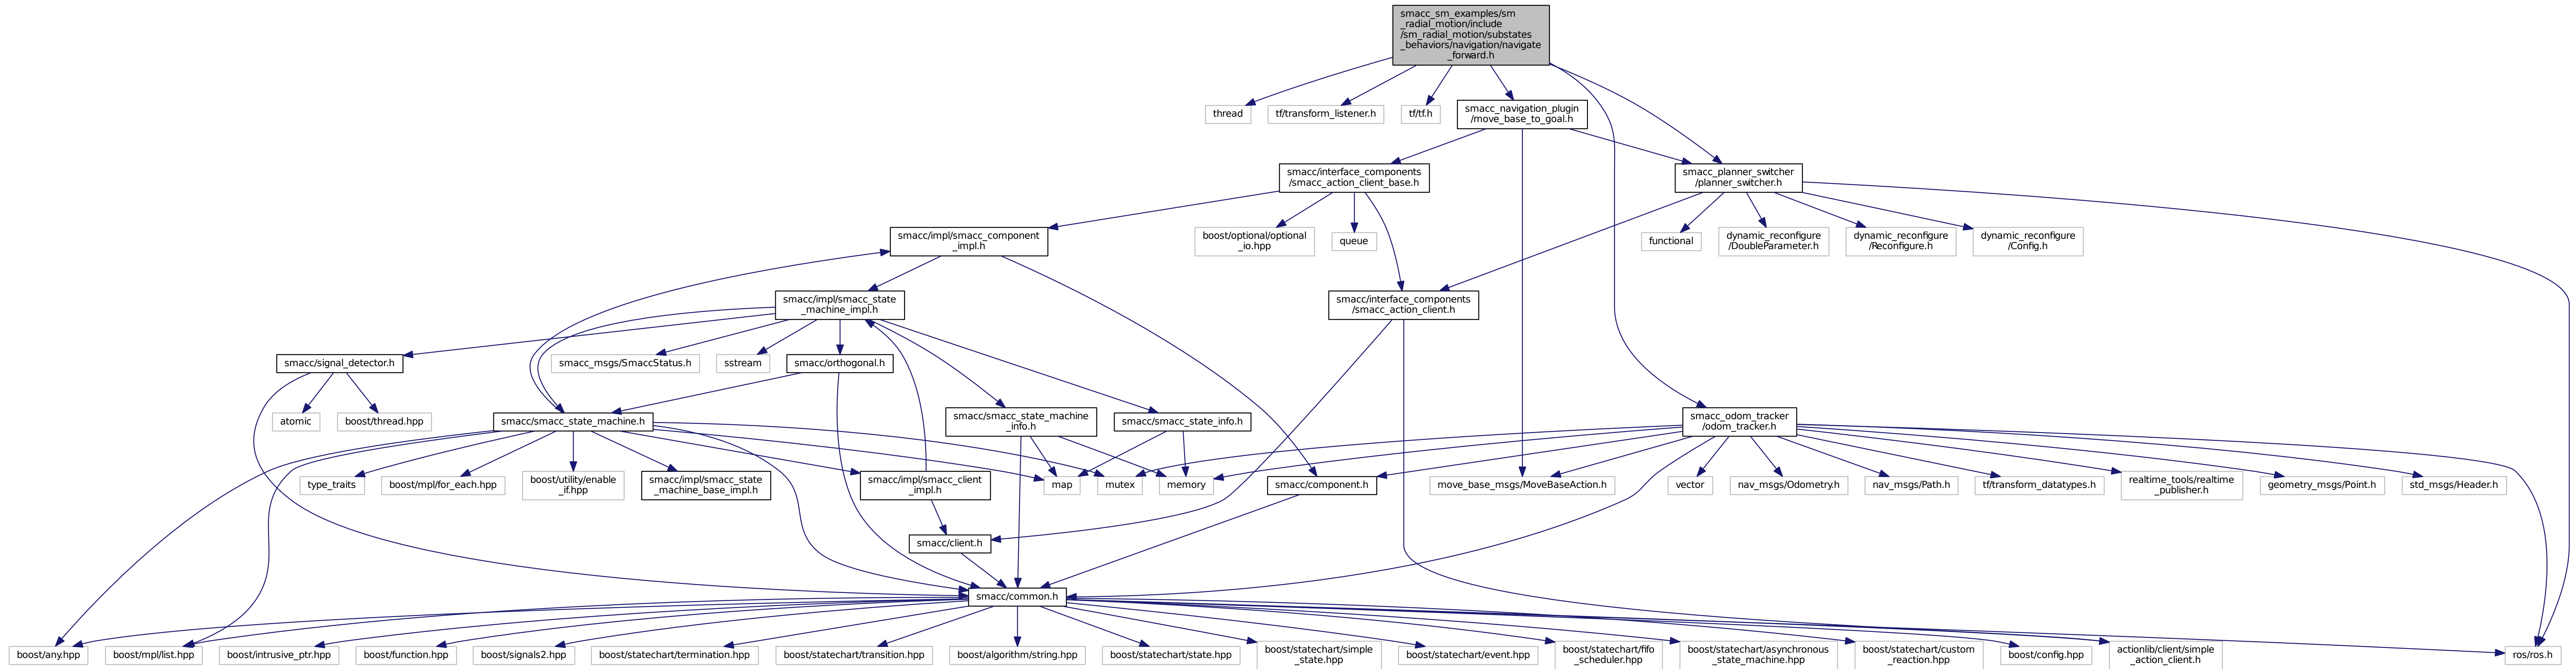 smacc_sm_examples/sm
_radial_motion/include
/sm_radial_motion/substates
_behaviors/navigation/navigate
_forward.h
thread
tf/transform_listener.h
tf/tf.h
smacc_navigation_plugin
/move_base_to_goal.h
smacc/interface_components
/smacc_action_client_base.h
smacc_planner_switcher
/planner_switcher.h
smacc/impl/smacc_component
_impl.h
boost/optional/optional
_io.hpp
queue
functional
dynamic_reconfigure
/DoubleParameter.h
dynamic_reconfigure
/Reconfigure.h
dynamic_reconfigure
/Config.h
smacc/impl/smacc_state
_machine_impl.h
smacc/interface_components
/smacc_action_client.h
smacc/signal_detector.h
smacc_msgs/SmaccStatus.h
sstream
smacc/orthogonal.h
atomic
boost/thread.hpp
smacc/smacc_state_machine.h
smacc/smacc_state_machine
_info.h
smacc/smacc_state_info.h
smacc_odom_tracker
/odom_tracker.h
type_traits
boost/mpl/for_each.hpp
boost/utility/enable
_if.hpp
smacc/impl/smacc_state
_machine_base_impl.h
smacc/impl/smacc_client
_impl.h
map
mutex
memory
smacc/component.h
move_base_msgs/MoveBaseAction.h
vector
nav_msgs/Odometry.h
nav_msgs/Path.h
tf/transform_datatypes.h
realtime_tools/realtime
_publisher.h
geometry_msgs/Point.h
std_msgs/Header.h
smacc/client.h
smacc/common.h
boost/any.hpp
boost/mpl/list.hpp
boost/intrusive_ptr.hpp
boost/function.hpp
boost/signals2.hpp
boost/statechart/termination.hpp
boost/statechart/transition.hpp
boost/algorithm/string.hpp
boost/statechart/state.hpp
boost/statechart/simple
_state.hpp
boost/statechart/event.hpp
boost/statechart/fifo
_scheduler.hpp
boost/statechart/asynchronous
_state_machine.hpp
boost/statechart/custom
_reaction.hpp
boost/config.hpp
actionlib/client/simple
_action_client.h
ros/ros.h